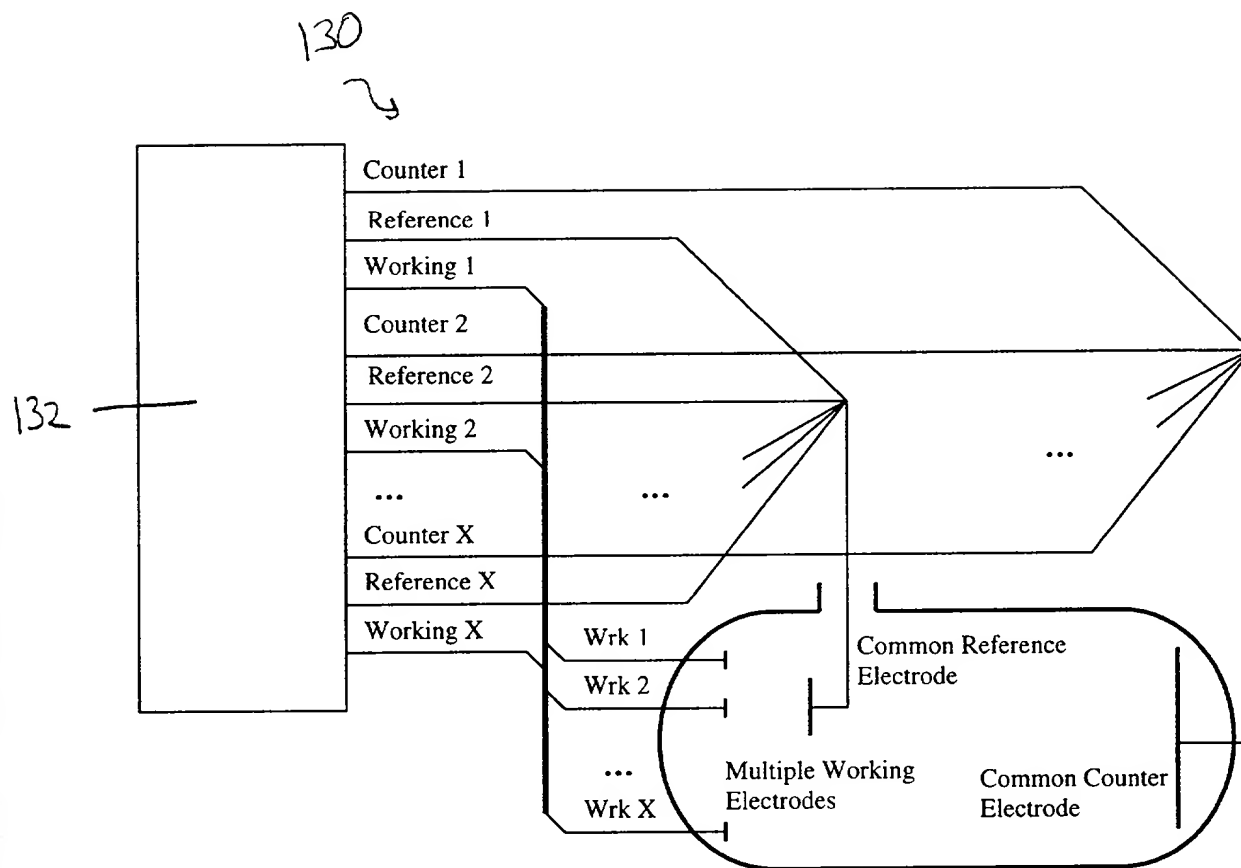 130
Counter 1
Reference 1
Working 1
Counter 2
Reference 2
132
Working 2
...
...
...
Counter X
Reference X
Working X
Wrk 1
Common Reference
Electrode
Wrk 2
...
Multiple Working
Electrodes
Common Counter
Electrode
Wrk X